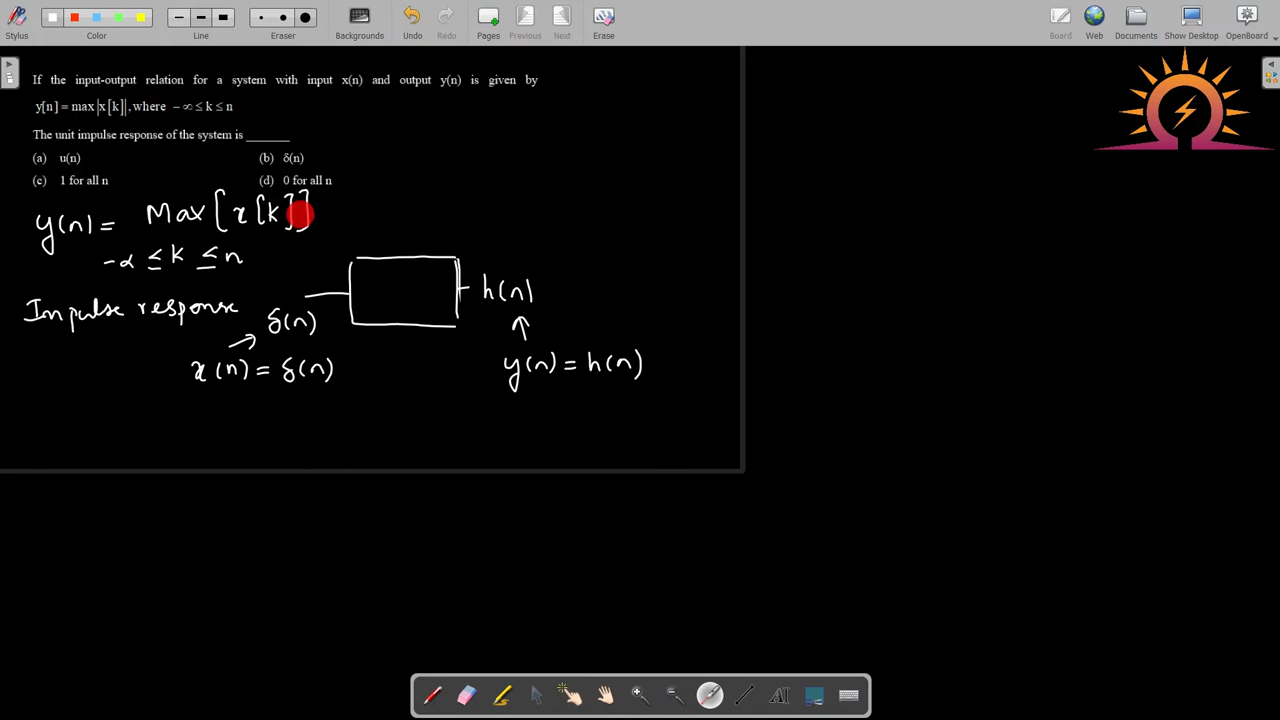 Stylus
Color
Line
Eraser
Backgrounds
Undo
Redo
Pages
Previous
Next
Erase
Board
Web
Documents
Show Desktop
OpenBoard
If the input-output relation for a system with input x(n) and output y(n) is given by
y[n] = max |x[k]|, where − ∞ ≤ k ≤ n
The unit impulse response of the system is ______
(a) u(n) (b) δ(n)
(c) 1 for all n (d) 0 for all n
y(n) = Max [x[k]]
-α ≤ k ≤ n
Impulse response
δ(n)
h(n)
x(n) = δ(n)
y(n) = h(n)
AI